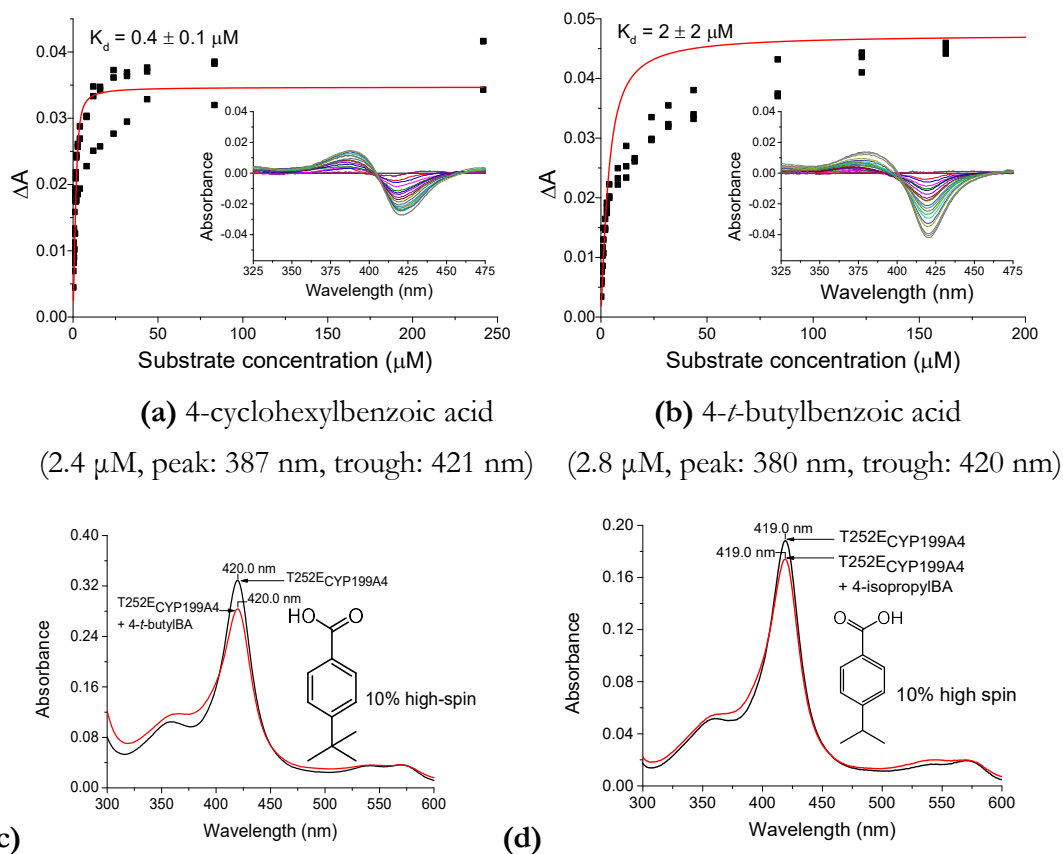 K_d = 0.4 ± 0.1 μM
0.04
0.03
0.02
0.01
0.00
ΔA
0 50 100 150 200 250
Substrate concentration (μM)
0.04
0.02
0.00
-0.02
-0.04
Absorbance
325 350 375 400 425 450 475
Wavelength (nm)
K_d = 2 ± 2 μM
0.05
0.04
0.03
0.02
0.01
0.00
ΔA
0 50 100 150 200
Substrate concentration (μM)
0.04
0.02
0.00
-0.02
-0.04
Absorbance
325 350 375 400 425 450 475
Wavelength (nm)
(a) 4-cyclohexylbenzoic acid
(2.4 μM, peak: 387 nm, trough: 421 nm)
(b) 4-t-butylbenzoic acid
(2.8 μM, peak: 380 nm, trough: 420 nm)
0.40
0.32
0.24
0.16
0.08
0.00
Absorbance
420.0 nm
T252E CYP199A4
420.0 nm
T252E CYP199A4
+ 4-t-butylBA
HO
O
10% high-spin
300 350 400 450 500 550 600
Wavelength (nm)
c)
0.20
0.16
0.12
0.08
0.04
0.00
Absorbance
419.0 nm
T252E CYP199A4
419.0 nm
T252E CYP199A4
+ 4-isopropylBA
O
OH
10% high spin
300 350 400 450 500 550 600
Wavelength (nm)
(d)